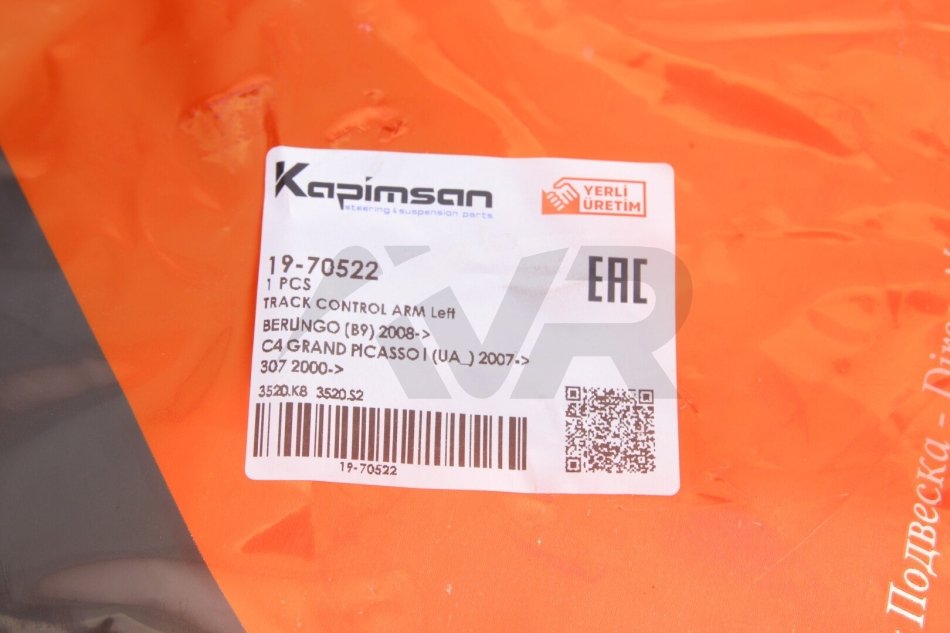 Kapimsan
steering & suspension parts
YERLİ
ÜRETİM
19-70522
1 PCS
TRACK CONTROL ARM Left
BERLINGO (B9) 2008->
C4 GRAND PICASSO I (UA_) 2007->
307 2000->
3520.K8 3520.S2
19-70522
EAC
VR
Подвеска -